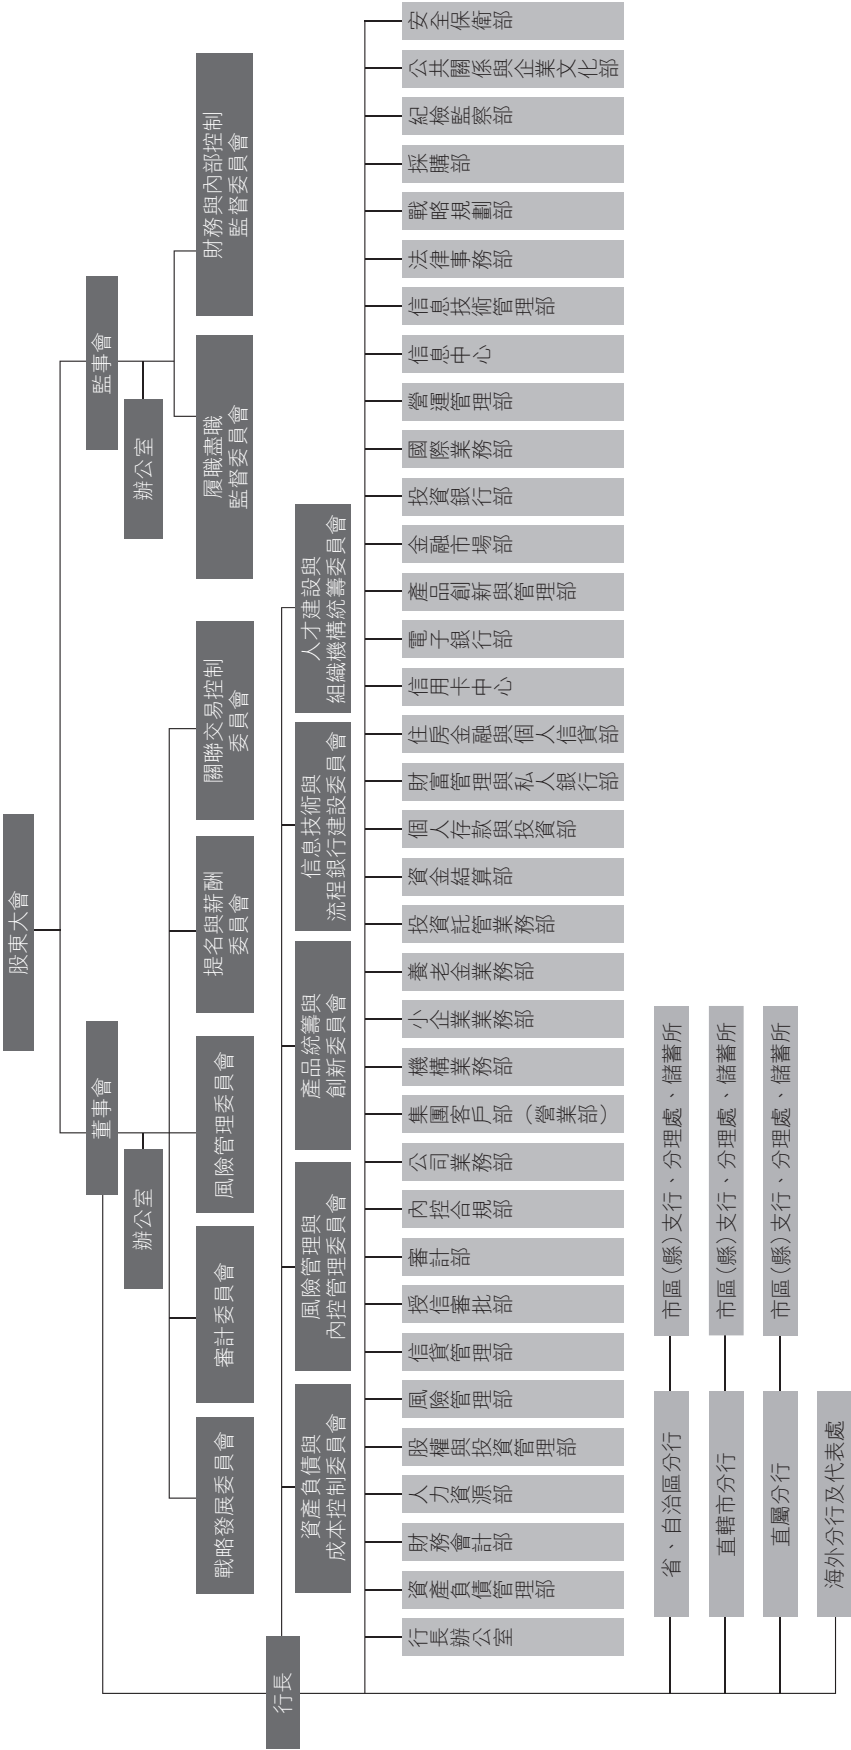 股東大會
董事會
監事會
辦公室
辦公室
戰略發展委員會
審計委員會
風險管理委員會
提名與薪酬
委員會
關聯交易控制
委員會
履職盡職
監督委員會
財務與內部控制
監督委員會
行長
資產負債與
成本控制委員會
風險管理與
內控管理委員會
產品統籌與
創新委員會
信息技術與
流程銀行建設委員會
人才建設與
組織機構統籌委員會
行長辦公室
資產負債管理部
財務會計部
人力資源部
股權與投資管理部
風險管理部
信貸管理部
授信審批部
審計部
內控合規部
公司業務部
集團客戶部（營業部）
機構業務部
小企業業務部
養老金業務部
投資託管業務部
資金結算部
個人存款與投資部
財富管理與私人銀行部
住房金融與個人信貸部
信用卡中心
電子銀行部
產品創新與管理部
金融市場部
投資銀行部
國際業務部
營運管理部
信息中心
信息技術管理部
法律事務部
戰略規劃部
採購部
紀檢監察部
公共關係與企業文化部
安全保衛部
省、自治區分行
市區（縣）支行、分理處、儲蓄所
直轄市分行
市區（縣）支行、分理處、儲蓄所
直屬分行
市區（縣）支行、分理處、儲蓄所
海外分行及代表處